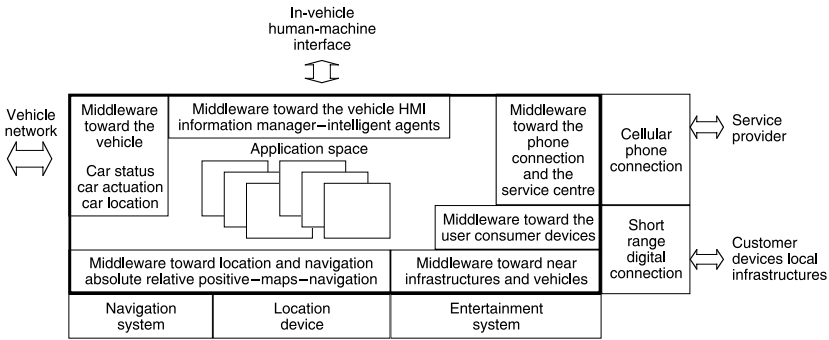 In-vehicle
human-machine
interface
Vehicle
network
Middleware
toward the
vehicle
Car status
car actuation
car location
Middleware toward the vehicle HMI
information manager–intelligent agents
Application space
Middleware
toward the
phone
connection
and the
service centre
Cellular
phone
connection
Service
provider
Middleware toward the
user consumer devices
Short
range
digital
connection
Customer
devices local
infrastructures
Middleware toward location and navigation
absolute relative positive–maps–navigation
Middleware toward near
infrastructures and vehicles
Navigation
system
Location
device
Entertainment
system